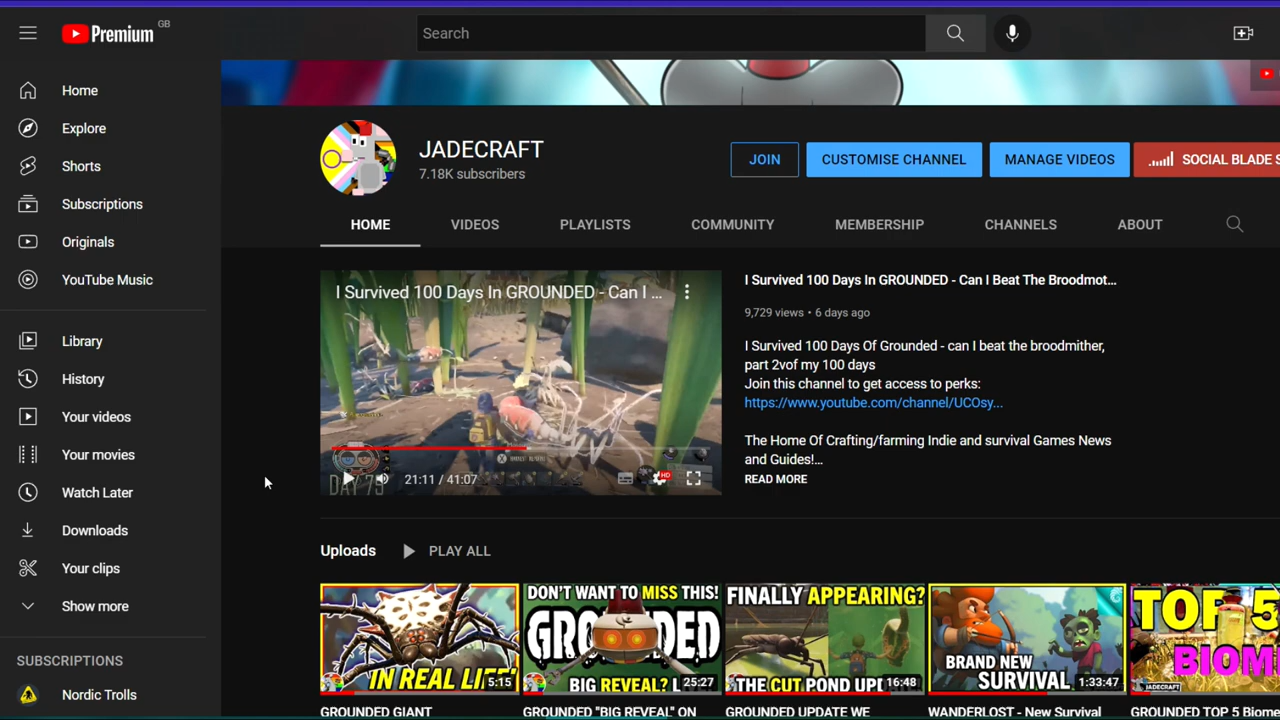 Premium GB
Search
Home
Explore
Shorts
Subscriptions
Originals
YouTube Music
Library
History
Your videos
Your movies
Watch Later
Downloads
Your clips
Show more
SUBSCRIPTIONS
Nordic Trolls
JADECRAFT
7.18K subscribers
JOIN
CUSTOMISE CHANNEL
MANAGE VIDEOS
SOCIAL BLADE S
HOME
VIDEOS
PLAYLISTS
COMMUNITY
MEMBERSHIP
CHANNELS
ABOUT
I Survived 100 Days In GROUNDED - Can I ...
DAY 73
21:11 / 41:07
HD
I Survived 100 Days In GROUNDED - Can I Beat The Broodmot...
9,729 views • 6 days ago
I Survived 100 Days Of Grounded - can I beat the broodmither,
part 2vof my 100 days
Join this channel to get access to perks:
https://www.youtube.com/channel/UCOsy...
The Home Of Crafting/farming Indie and survival Games News
and Guides!...
READ MORE
Uploads
PLAY ALL
IN REAL LIFE!
5:15
GROUNDED GIANT
DON'T WANT TO MISS THIS!
GROUNDED
BIG REVEAL?
25:27
GROUNDED "BIG REVEAL" ON
FINALLY APPEARING?
THE CUT POND
16:48
GROUNDED UPDATE WE
BRAND NEW
SURVIVAL
1:33:47
WANDERLOST - New Survival
TOP 5
BIOM
JADECRAFT
GROUNDED TOP 5 Biome